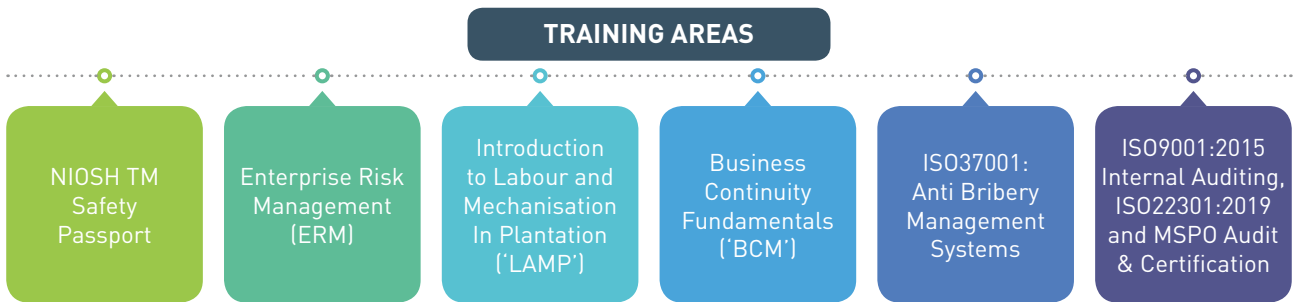 TRAINING AREAS
NIOSH TM
Safety
Passport
Enterprise Risk
Management
(ERM)
Introduction
to Labour and
Mechanisation
In Plantation
(‘LAMP’)
Business
Continuity
Fundamentals
(‘BCM’)
ISO37001:
Anti Bribery
Management
Systems
ISO9001:2015
Internal Auditing,
ISO22301:2019
and MSPO Audit
& Certification